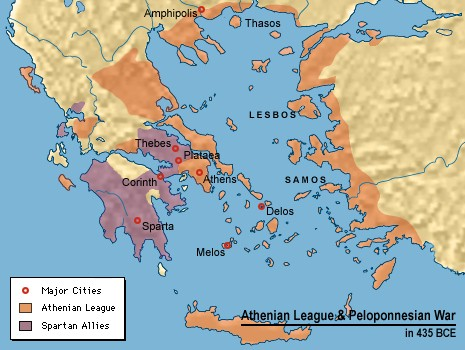 Amphipolis
Thasos
LESBOS
Thebes
Plataea
Corinth
Athens
SAMOS
Delos
Sparta
Melos
Major Cities
Athenian League
Spartan Allies
Athenian League & Peloponnesian War
in 435 BCE